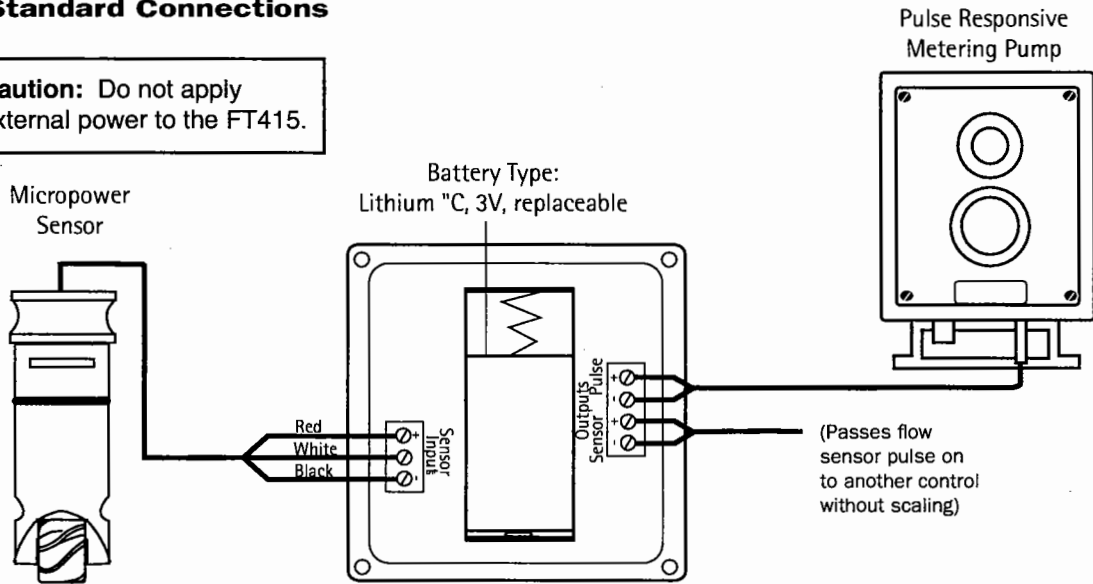 Standard Connections
Pulse Responsive
Metering Pump
aution: Do not apply
xternal power to the FT415.
Micropower
Sensor
Battery Type:
Lithium "C, 3V, replaceable
Red
White
Black
+
-
Sensor
Input
Outputs
Sensor Pulse
+
-
+
-
(Passes flow
sensor pulse on
to another control
without scaling)